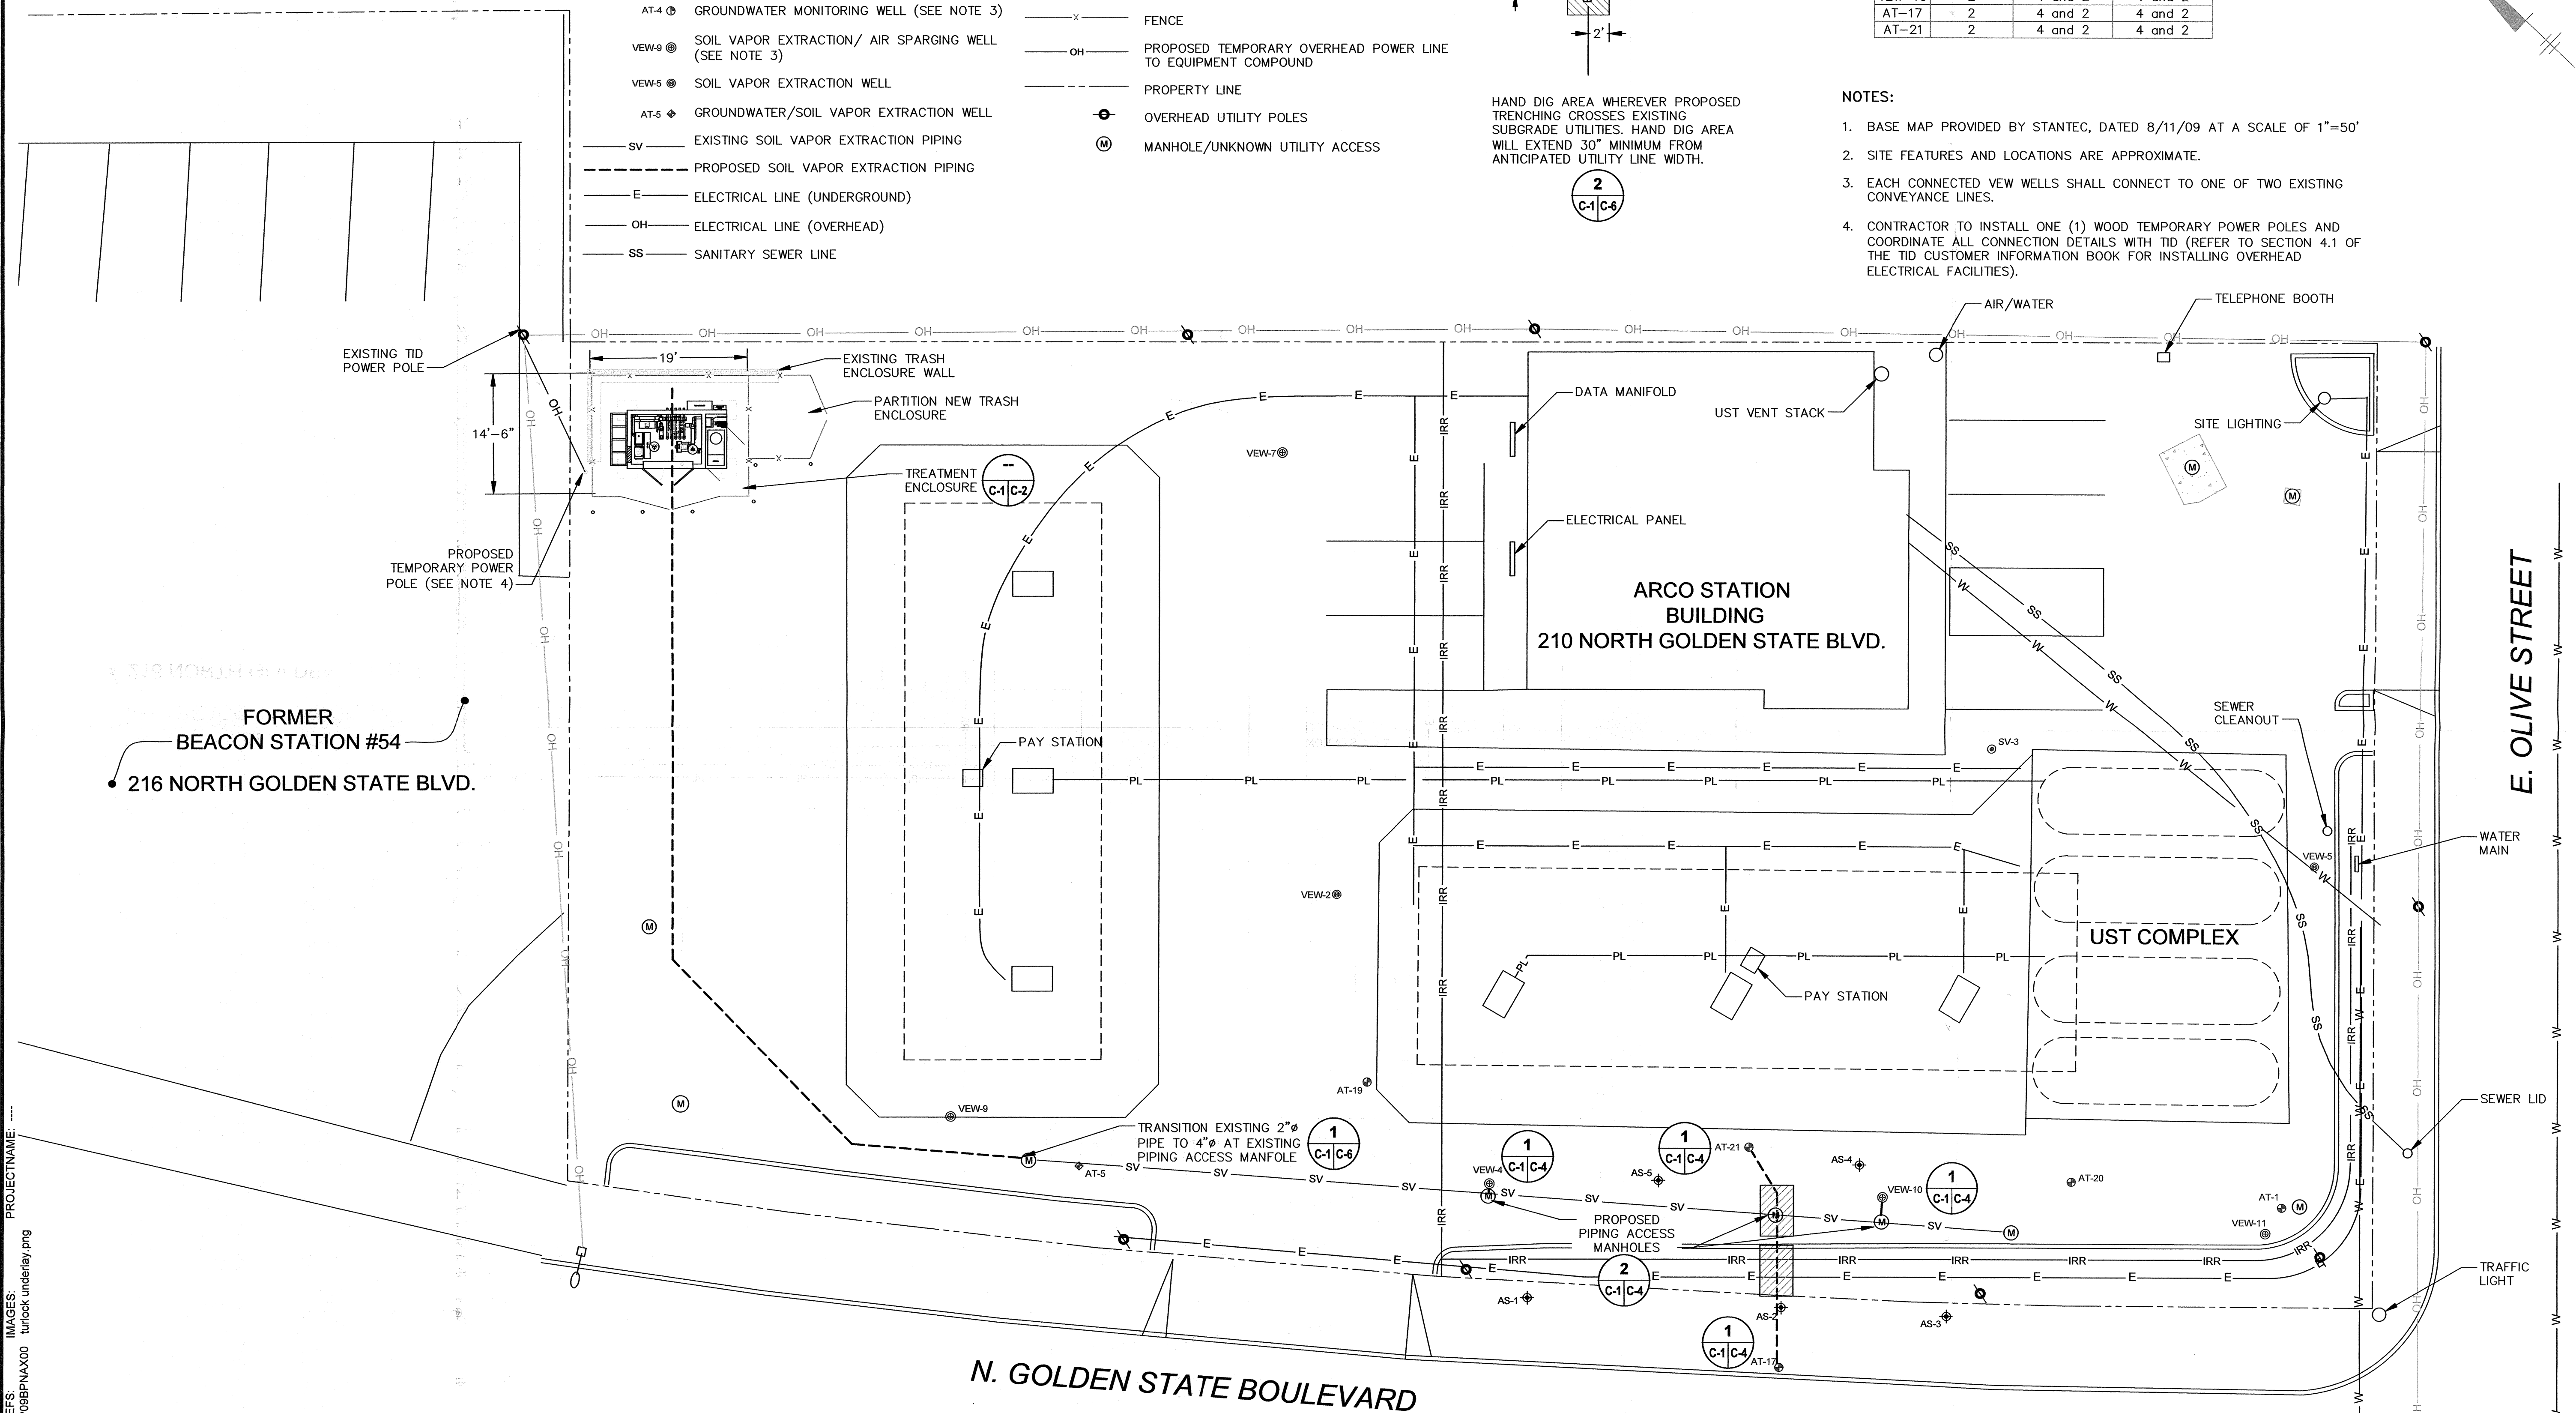 AT-4 GROUNDWATER MONITORING WELL (SEE NOTE 3)
VEW-9 SOIL VAPOR EXTRACTION/ AIR SPARGING WELL
(SEE NOTE 3)
VEW-5 SOIL VAPOR EXTRACTION WELL
AT-5 GROUNDWATER/SOIL VAPOR EXTRACTION WELL
SV EXISTING SOIL VAPOR EXTRACTION PIPING
PROPOSED SOIL VAPOR EXTRACTION PIPING
E ELECTRICAL LINE (UNDERGROUND)
OH ELECTRICAL LINE (OVERHEAD)
SS SANITARY SEWER LINE
X FENCE
OH PROPOSED TEMPORARY OVERHEAD POWER LINE
TO EQUIPMENT COMPOUND
PROPERTY LINE
OVERHEAD UTILITY POLES
M MANHOLE/UNKNOWN UTILITY ACCESS
2'
HAND DIG AREA WHEREVER PROPOSED
TRENCHING CROSSES EXISTING
SUBGRADE UTILITIES. HAND DIG AREA
WILL EXTEND 30" MINIMUM FROM
ANTICIPATED UTILITY LINE WIDTH.
2
C-1 C-6
AT-17 2 4 and 2 4 and 2
AT-21 2 4 and 2 4 and 2
NOTES:
1. BASE MAP PROVIDED BY STANTEC, DATED 8/11/09 AT A SCALE OF 1"=50'
2. SITE FEATURES AND LOCATIONS ARE APPROXIMATE.
3. EACH CONNECTED VEW WELLS SHALL CONNECT TO ONE OF TWO EXISTING
CONVEYANCE LINES.
4. CONTRACTOR TO INSTALL ONE (1) WOOD TEMPORARY POWER POLES AND
COORDINATE ALL CONNECTION DETAILS WITH TID (REFER TO SECTION 4.1 OF
THE TID CUSTOMER INFORMATION BOOK FOR INSTALLING OVERHEAD
ELECTRICAL FACILITIES).
AIR/WATER
TELEPHONE BOOTH
EXISTING TID
POWER POLE
19'
14'-6"
EXISTING TRASH
ENCLOSURE WALL
PARTITION NEW TRASH
ENCLOSURE
TREATMENT
ENCLOSURE
--
C-1 C-2
PROPOSED
TEMPORARY POWER
POLE (SEE NOTE 4)
VEW-7
DATA MANIFOLD
UST VENT STACK
SITE LIGHTING
ELECTRICAL PANEL
ARCO STATION
BUILDING
210 NORTH GOLDEN STATE BLVD.
E. OLIVE STREET
FORMER
BEACON STATION #54
216 NORTH GOLDEN STATE BLVD.
PAY STATION
SEWER
CLEANOUT
SV-3
WATER
MAIN
VEW-5
VEW-2
UST COMPLEX
PAY STATION
AT-19
VEW-9
SEWER LID
TRANSITION EXISTING 2"ø
PIPE TO 4"ø AT EXISTING
PIPING ACCESS MANFOLE
1
C-1 C-6
AT-5
VEW-4
1
C-1 C-4
AS-5
1
C-1 C-4
AT-21
AS-4
VEW-10
1
C-1 C-4
AT-20
AT-1
VEW-11
PROPOSED
PIPING ACCESS
MANHOLES
2
C-1 C-4
AS-1
AS-2
AS-3
TRAFFIC
LIGHT
1
C-1 C-4
AT-17
N. GOLDEN STATE BOULEVARD
IMAGES: PROJECTNAME: ----
turlock underlay.png